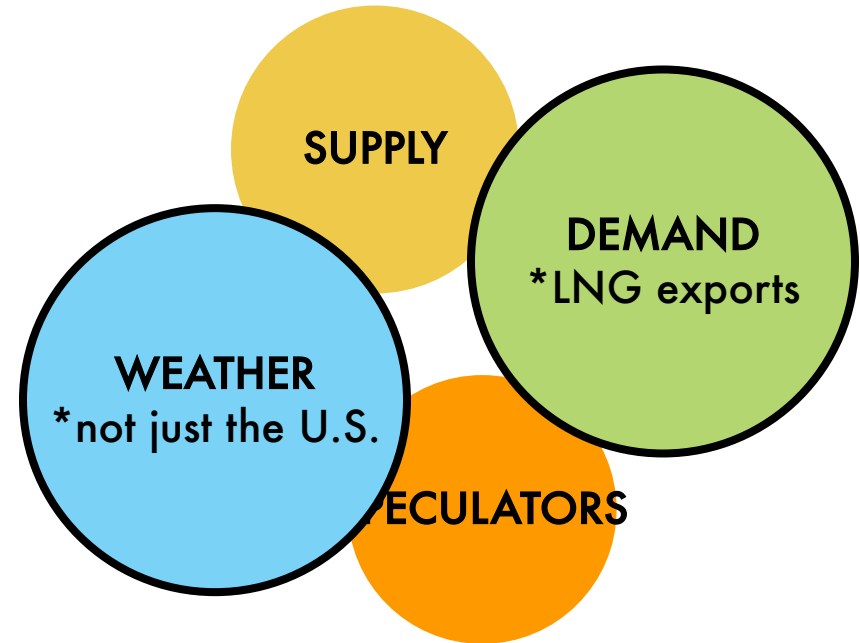 SUPPLY
DEMAND
*LNG exports
WEATHER
*not just the U.S.
PECULATORS